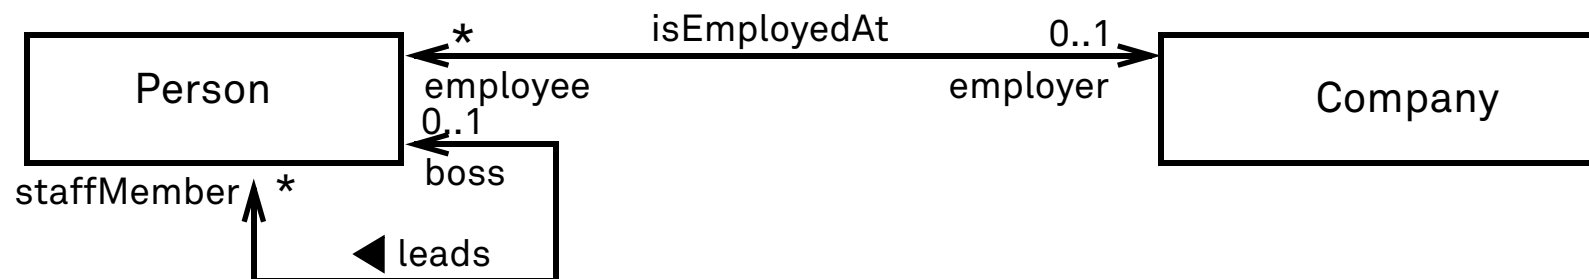 isEmployedAt
* 0..1
Person
employee employer
Company
0..1
boss
staffMember *
leads